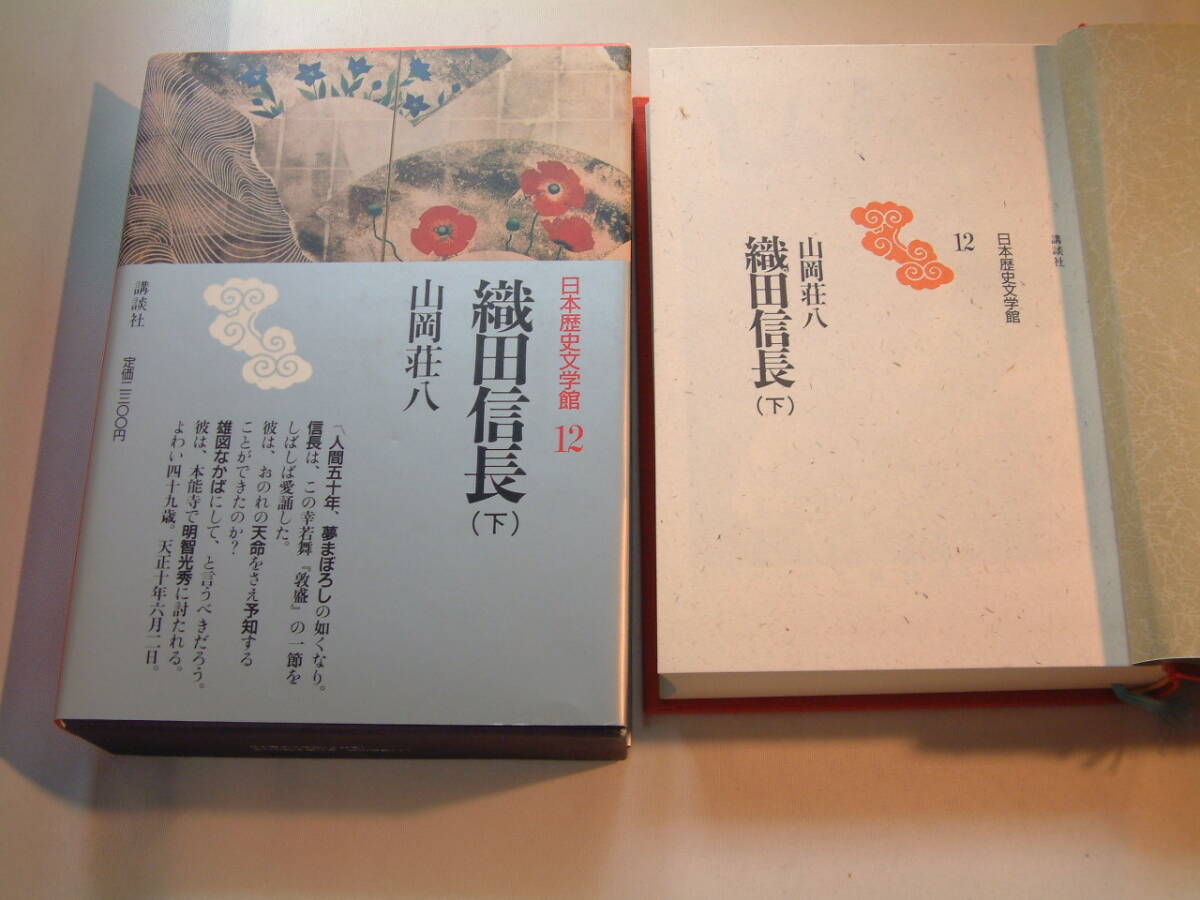 日本歴史文学館 12
織田信長(下)
山岡荘八
「人間五十年、夢まぼろしの如くなり。
信長は、この幸若舞『敦盛』の一節を
しばしば愛誦した。
彼は、おのれの天命をさえ予知する
ことができたのか?
雄図なかばにして、と言うべきだろう。
彼は、本能寺で明智光秀に討たれる。
よわい四十九歳。天正十年六月二日。
講談社
定価二三〇〇円
講談社
日本歴史文学館
12
山岡荘八
織田信長(下)